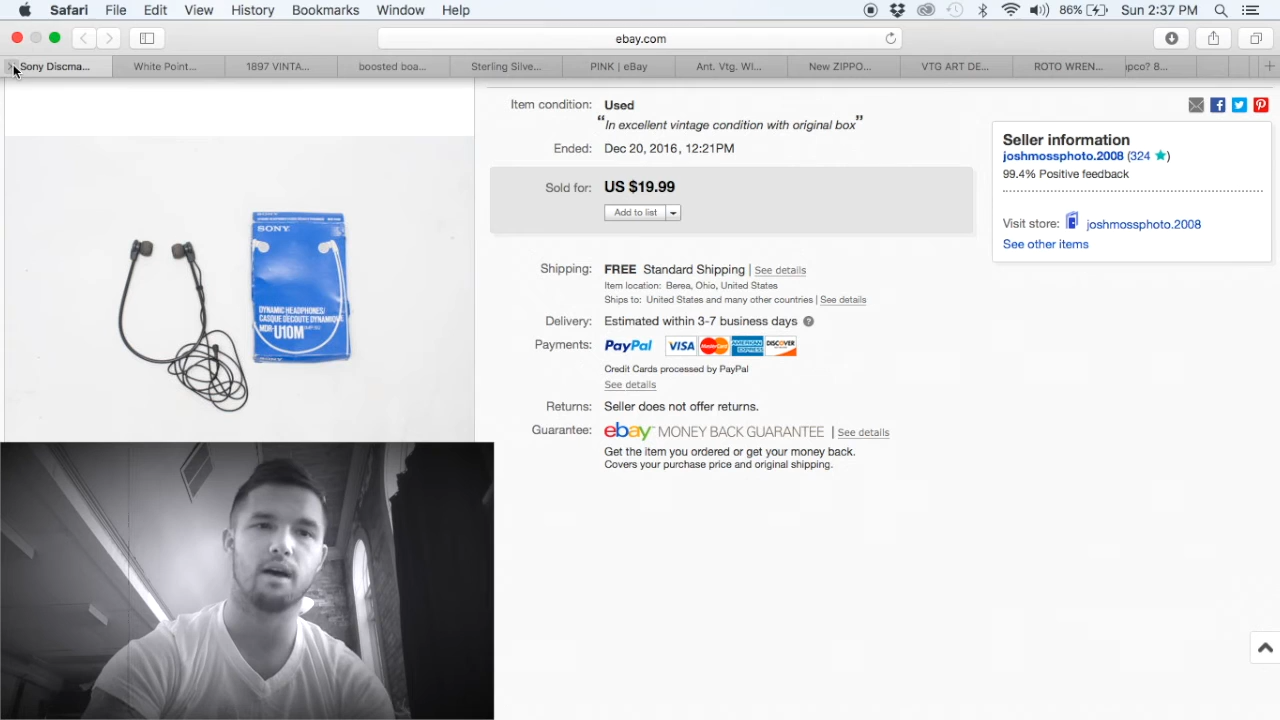 Safari File Edit View History Bookmarks Window Help 86% Sun 2:37 PM
ebay.com
Sony Discma... White Point... 1897 VINTA... boosted boa... Sterling Silve... PINK | eBay Ant. Vtg. WI... New ZIPPO... VTG ART DE... ROTO WREN... ipco? 8...
Item condition: Used
“In excellent vintage condition with original box”
Ended: Dec 20, 2016, 12:21PM
Sold for: US $19.99
Add to list
Shipping: FREE Standard Shipping | See details
Item location: Berea, Ohio, United States
Ships to: United States and many other countries | See details
Delivery: Estimated within 3-7 business days
Payments: PayPal VISA MasterCard AMERICAN EXPRESS DISCOVER
Credit Cards processed by PayPal
See details
Returns: Seller does not offer returns.
Guarantee: ebay MONEY BACK GUARANTEE | See details
Get the item you ordered or get your money back.
Covers your purchase price and original shipping.
Seller information
joshmossphoto.2008 (324 ★)
99.4% Positive feedback
Visit store: joshmossphoto.2008
See other items
SONY
SONY.
DYNAMIC HEADPHONES/
CASQUE D'ECOUTE DYNAMIQUE
MDR-U10M
SONY